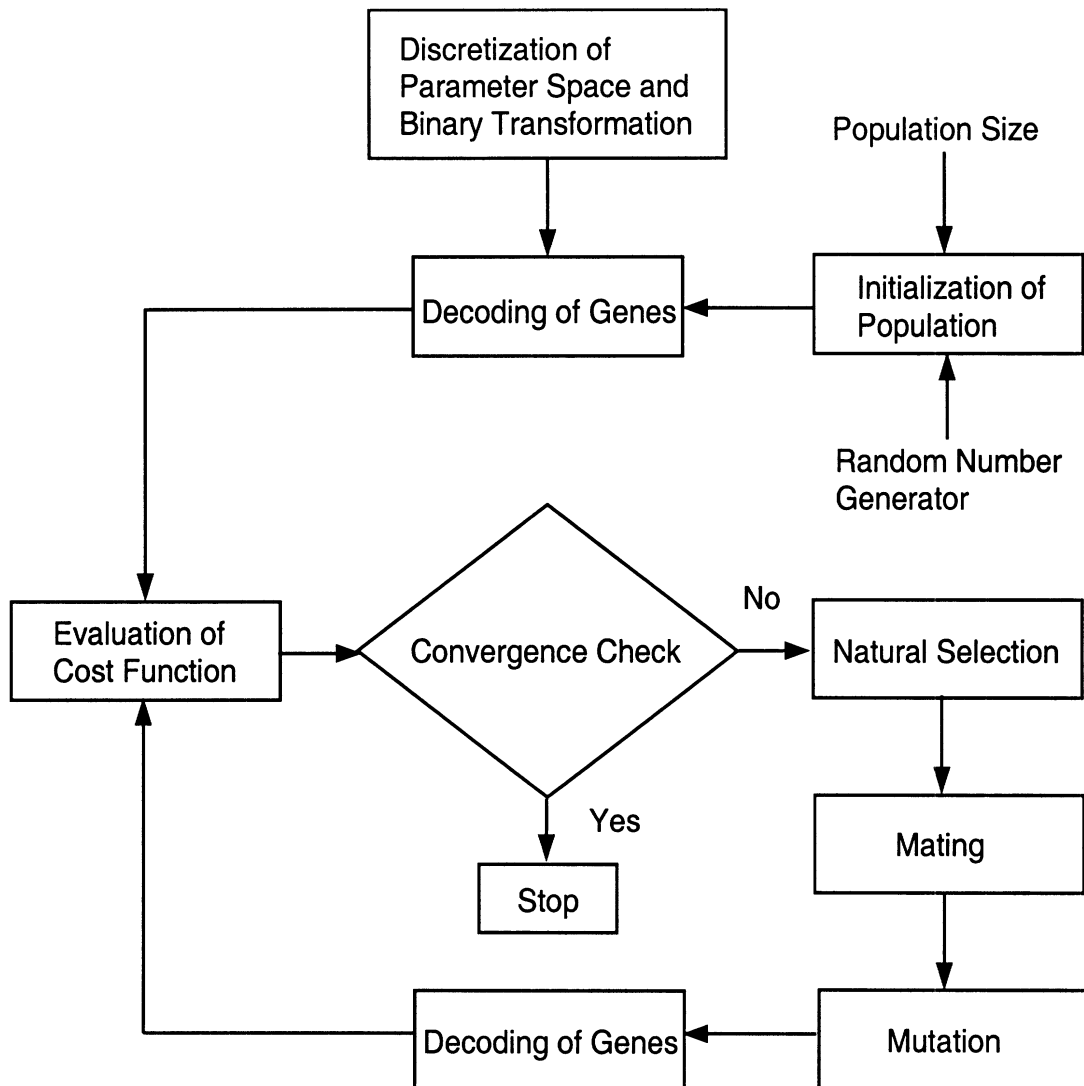 Discretization of
Parameter Space and
Binary Transformation
Population Size
Decoding of Genes
Initialization of
Population
Random Number
Generator
Evaluation of
Cost Function
Convergence Check
No
Natural Selection
Yes
Stop
Mating
Decoding of Genes
Mutation